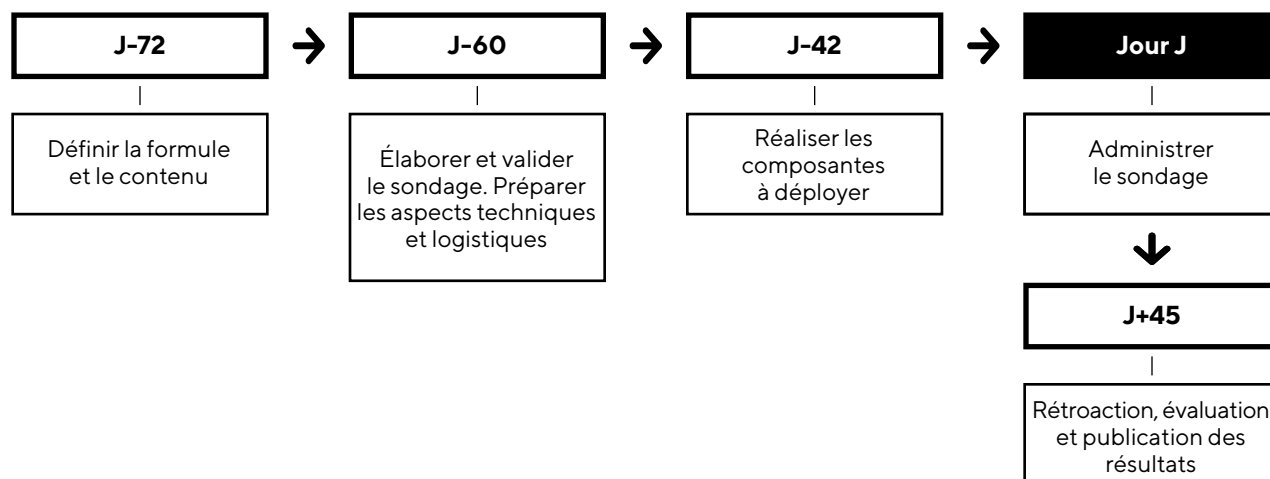 J-72
Définir la formule
et le contenu
J-60
Élaborer et valider
le sondage. Préparer
les aspects techniques
et logistiques
J-42
Réaliser les
composantes
à déployer
Jour J
Administrer
le sondage
J+45
Rétroaction, évaluation
et publication des
résultats